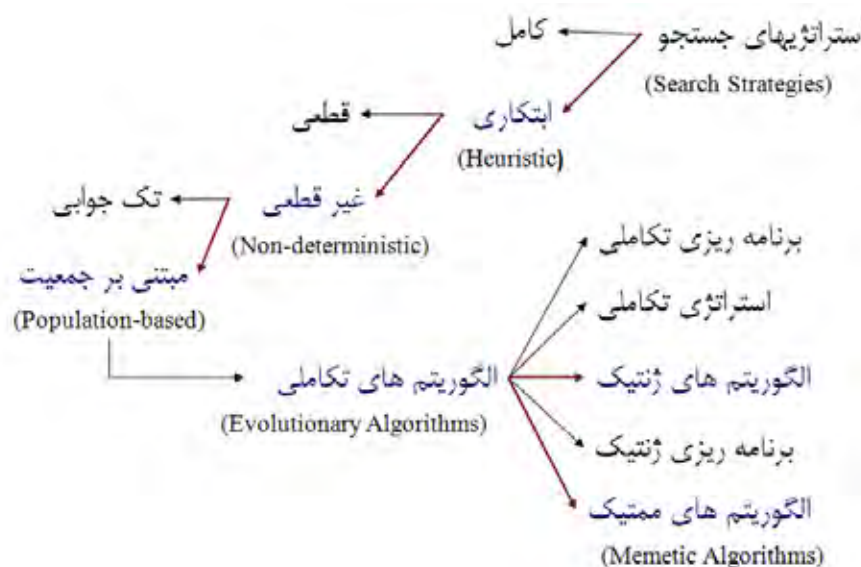 ستراتژیهای جستجو
(Search Strategies)
کامل
ابتکاری
(Heuristic)
قطعی
غیر قطعی
(Non-deterministic)
تک جوابی
مبتنی بر جمعیت
(Population-based)
الگوریتم های تکاملی
(Evolutionary Algorithms)
برنامه ریزی تکاملی
استراتژی تکاملی
الگوریتم های ژنتیک
برنامه ریزی ژنتیک
الگوریتم های ممتیک
(Memetic Algorithms)